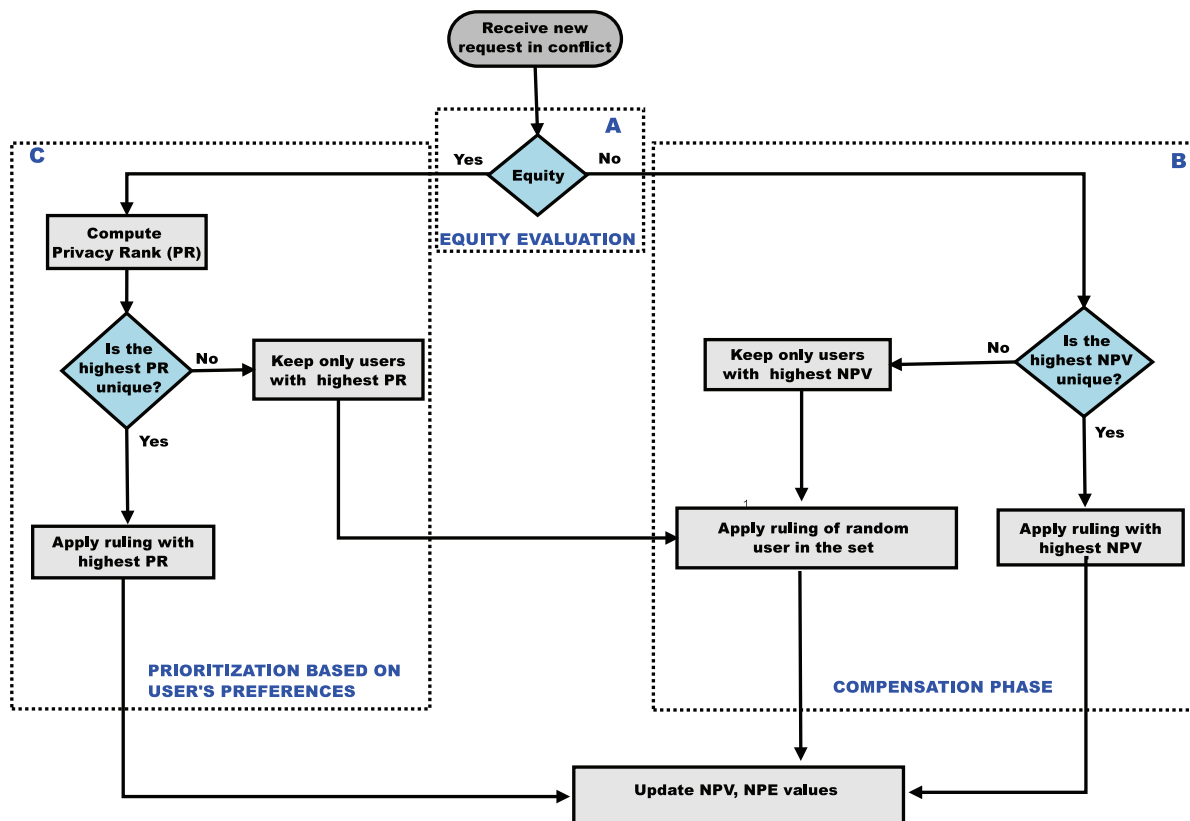 Receive new
request in conflict
A
Yes
Equity
No
EQUITY EVALUATION
C
Compute
Privacy Rank (PR)
Is the
highest PR
unique?
No
Keep only users
with highest PR
Yes
Apply ruling with
highest PR
PRIORITIZATION BASED ON
USER'S PREFERENCES
B
Is the
highest NPV
unique?
No
Keep only users
with highest NPV
Yes
1
Apply ruling of random
user in the set
Apply ruling with
highest NPV
COMPENSATION PHASE
Update NPV, NPE values